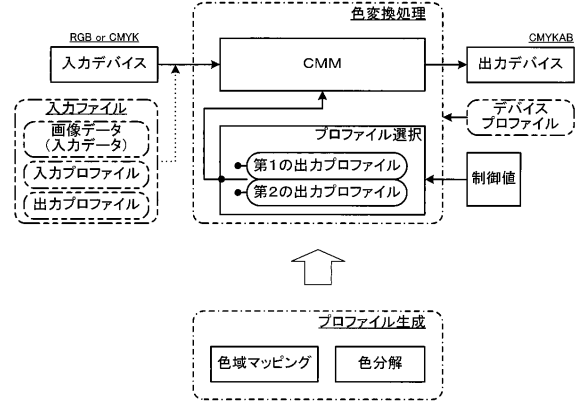 色変換処理
RGB or CMYK
入力デバイス
CMM
CMYKAB
出力デバイス
入力ファイル
画像データ
(入力データ)
入力プロファイル
出力プロファイル
デバイス
プロファイル
プロファイル選択
第1の出力プロファイル
第2の出力プロファイル
制御値
プロファイル生成
色域マッピング
色分解